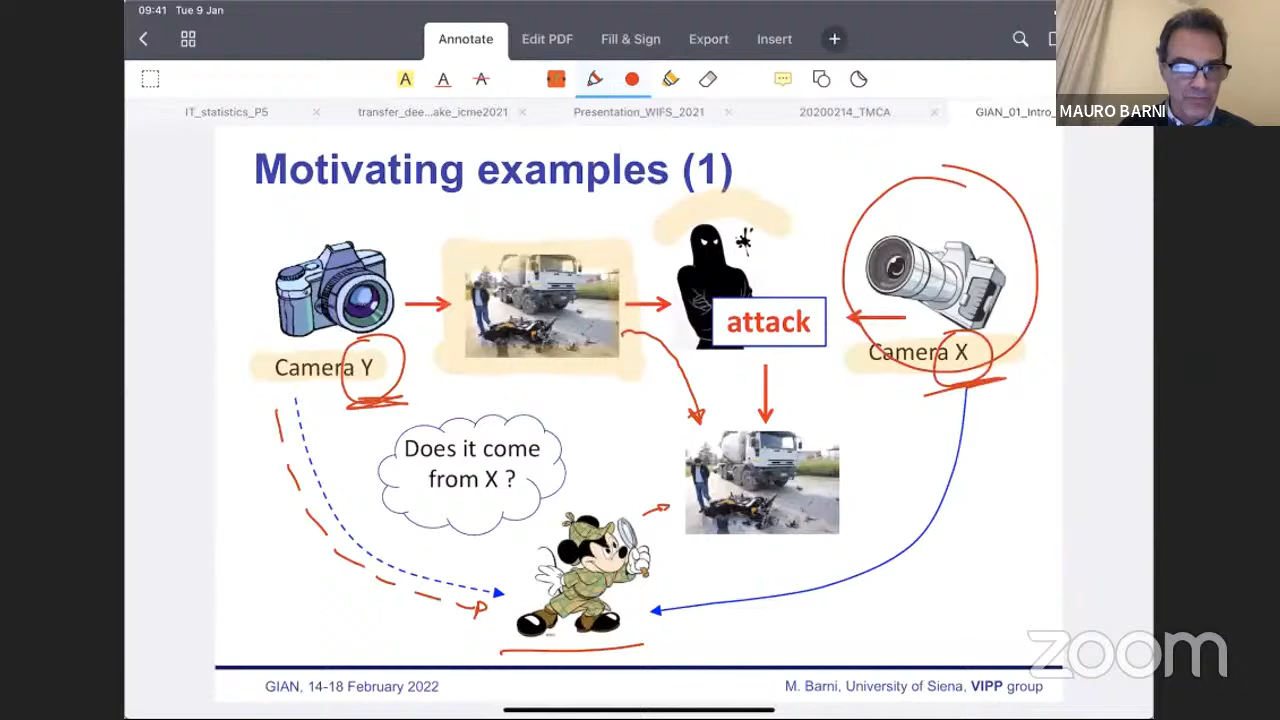 09:41 Tue 9 Jan
Annotate Edit PDF Fill & Sign Export Insert +
A A A
IT_statistics_P5 × transfer_dee...ake_icme2021 × Presentation_WIFS_2021 × 20200214_TMCA × GIAN_01_Intro_
MAURO BARNI
Motivating examples (1)
attack
Camera Y
Camera X
Does it come
from X ?
zoom
GIAN, 14-18 February 2022
M. Barni, University of Siena, VIPP group